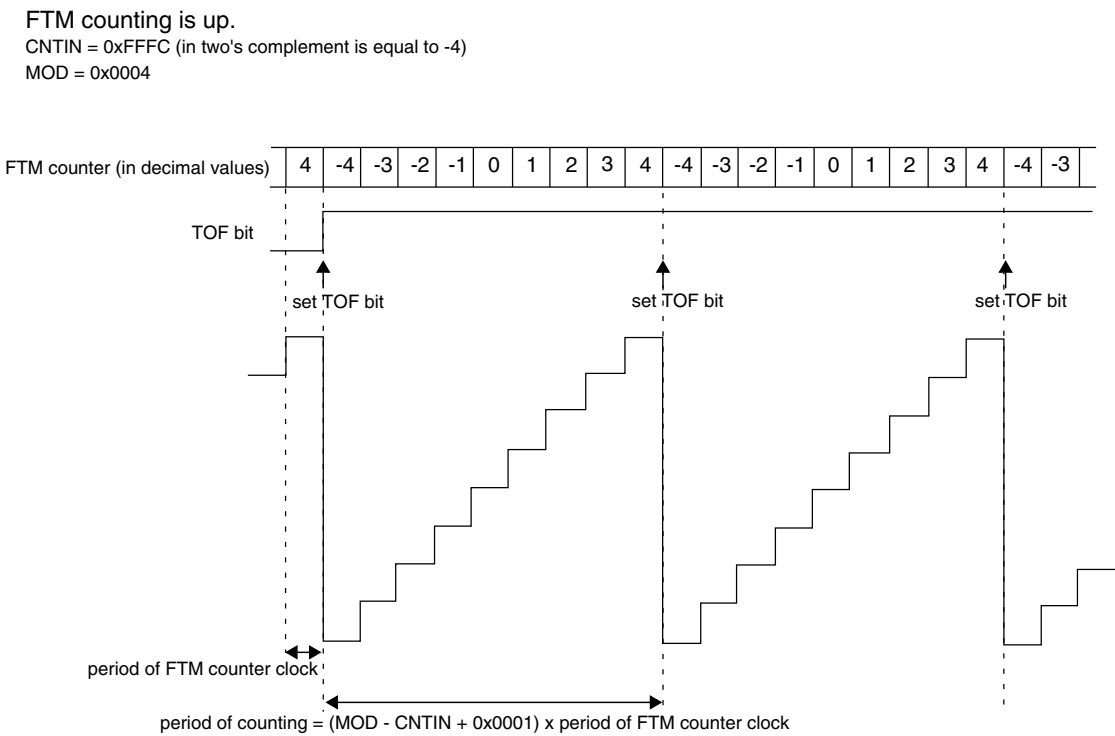 FTM counting is up.
CNTIN = 0xFFFC (in two's complement is equal to -4)
MOD = 0x0004
FTM counter (in decimal values) 4 -4 -3 -2 -1 0 1 2 3 4 -4 -3 -2 -1 0 1 2 3 4 -4 -3
TOF bit
set TOF bit set TOF bit set TOF bit
period of FTM counter clock
period of counting = (MOD - CNTIN + 0x0001) x period of FTM counter clock